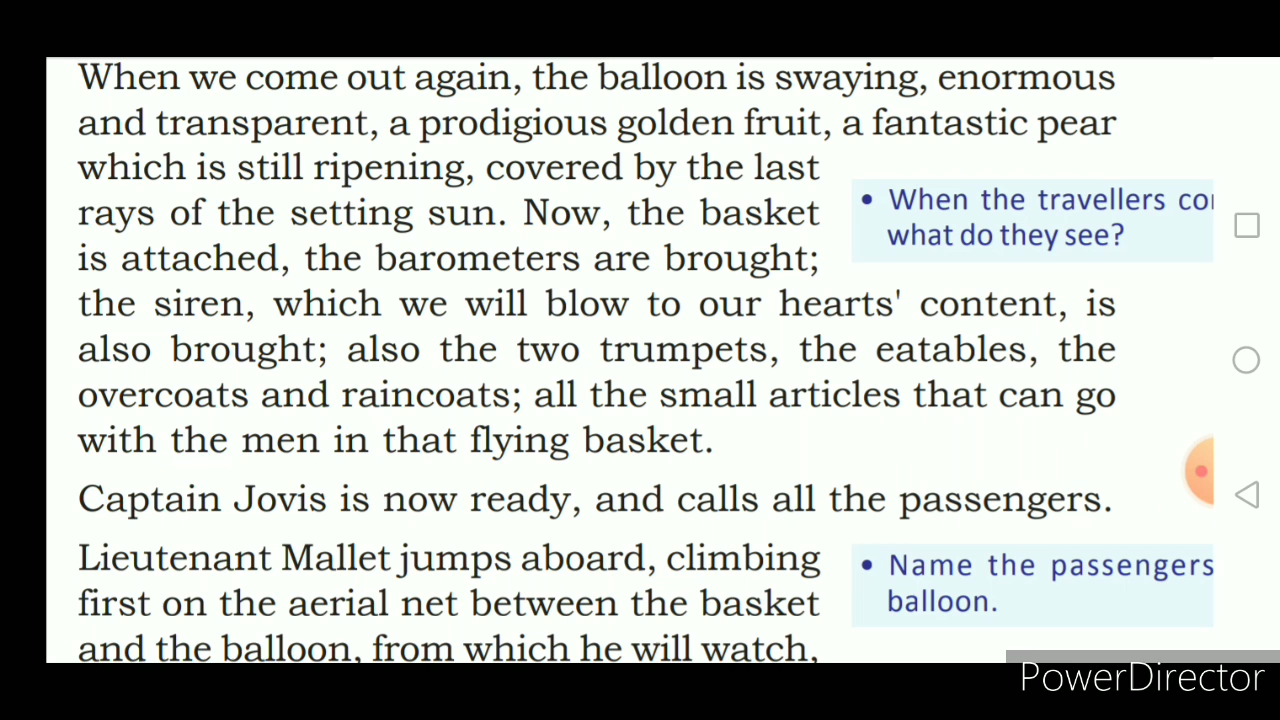 When we come out again, the balloon is swaying, enormous
and transparent, a prodigious golden fruit, a fantastic pear
which is still ripening, covered by the last
rays of the setting sun. Now, the basket
is attached, the barometers are brought;
the siren, which we will blow to our hearts' content, is
also brought; also the two trumpets, the eatables, the
overcoats and raincoats; all the small articles that can go
with the men in that flying basket.
• When the travellers
what do they see?
Captain Jovis is now ready, and calls all the passengers.
Lieutenant Mallet jumps aboard, climbing
first on the aerial net between the basket
and the balloon, from which he will watch,
• Name the passengers
balloon.
PowerDirector